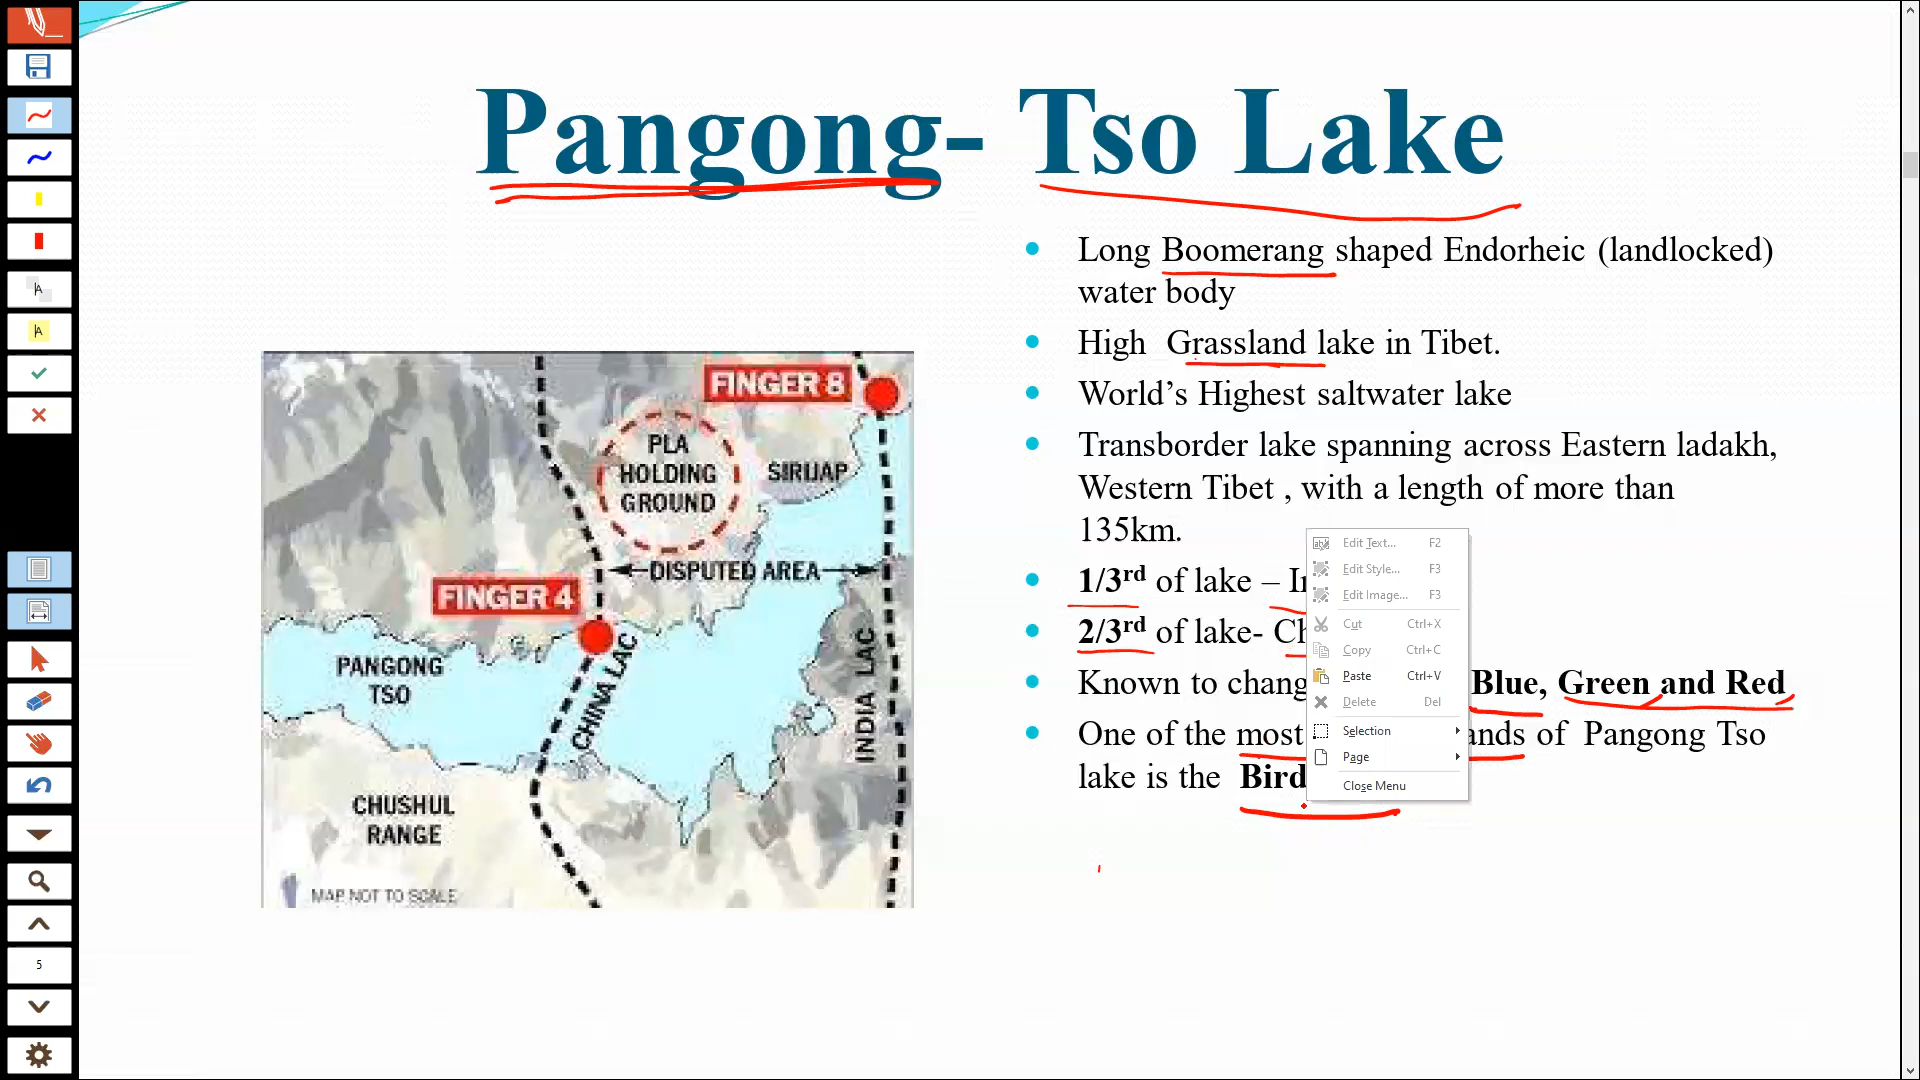 Pangong- Tso Lake
Long Boomerang shaped Endorheic (landlocked)
water body
High Grassland lake in Tibet.
World's Highest saltwater lake
Transborder lake spanning across Eastern ladakh,
Western Tibet , with a length of more than
135km.
1/3rd of lake –
2/3rd of lake-
Known to Blue, Green and Red
One of the most of Pangong Tso
lake is the Bird
FINGER 8
PLA
HOLDING
GROUND
SIRIJAP
DISPUTED AREA
FINGER 4
PANGONG
TSO
CHINA LAC
INDIA LAC
CHUSHUL
RANGE
MAP NOT TO SCALE
Edit Text... F2
Edit Style... F3
Edit Image... F3
Cut Ctrl+X
Copy Ctrl+C
Paste Ctrl+V
Delete Del
Selection
Page
Close Menu
A
A
5